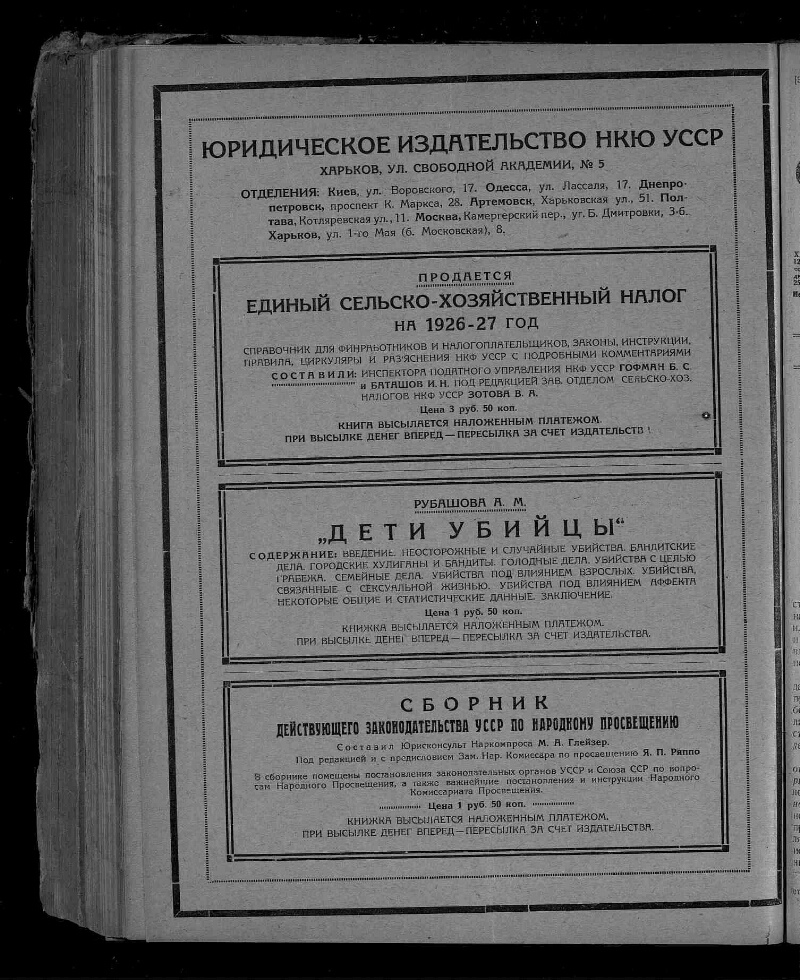 ЮРИДИЧЕСКОЕ ИЗДАТЕЛЬСТВО НКЮ УССР
ХАРЬКОВ, УЛ. СВОБОДНОЙ АКАДЕМИИ, № 5
ОТДЕЛЕНИЯ: Киев, ул. Воровского, 17. Одесса, ул. Лассаля, 17. Днепро-
петровск, проспект К. Маркса, 28. Артемовск, Харьковская ул., 51. Пол-
тава, Котляревская ул., 11. Москва, Камергерский пер., уг. Б. Дмитровки, 3-б.
Харьков, ул. 1-го Мая (б. Московская), 8.
ПРОДАЕТСЯ
ЕДИНЫЙ СЕЛЬСКО-ХОЗЯЙСТВЕННЫЙ НАЛОГ
НА 1926-27 ГОД
СПРАВОЧНИК ДЛЯ ФИНРАБОТНИКОВ И НАЛОГОПЛАТЕЛЬЩИКОВ, ЗАКОНЫ, ИНСТРУКЦИИ,
ПРАВИЛА, ЦИРКУЛЯРЫ И РАЗ'ЯСНЕНИЯ НКФ УССР С ПОДРОБНЫМИ КОММЕНТАРИЯМИ
СОСТАВИЛИ: ИНСПЕКТОРА ПОДАТНОГО УПРАВЛЕНИЯ НКФ УССР ГОФМАН Б. С.
и БАТАШОВ И. Н. ПОД РЕДАКЦИЕЙ ЗАВ. ОТДЕЛОМ СЕЛЬСКО-ХОЗ.
НАЛОГОВ НКФ УССР ЗОТОВА В. А.
Цена 3 руб. 50 коп.
КНИГА ВЫСЫЛАЕТСЯ НАЛОЖЕННЫМ ПЛАТЕЖОМ.
ПРИ ВЫСЫЛКЕ ДЕНЕГ ВПЕРЕД—ПЕРЕСЫЛКА ЗА СЧЕТ ИЗДАТЕЛЬСТВ
РУБАШОВА А. М.
„ДЕТИ УБИЙЦЫ“
СОДЕРЖАНИЕ: ВВЕДЕНИЕ. НЕОСТОРОЖНЫЕ И СЛУЧАЙНЫЕ УБИЙСТВА. БАНДИТСКИЕ
ДЕЛА. ГОРОДСКИЕ ХУЛИГАНЫ И БАНДИТЫ. ГОЛОДНЫЕ ДЕЛА. УБИЙСТВА С ЦЕЛЬЮ
ГРАБЕЖА. СЕМЕЙНЫЕ ДЕЛА. УБИЙСТВА ПОД ВЛИЯНИЕМ ВЗРОСЛЫХ УБИЙСТВА,
СВЯЗАННЫЕ С СЕКСУАЛЬНОЙ ЖИЗНЬЮ. УБИЙСТВА ПОД ВЛИЯНИЕМ АФФЕКТА
НЕКОТОРЫЕ ОБЩИЕ И СТАТИСТИЧЕСКИЕ ДАННЫЕ. ЗАКЛЮЧЕНИЕ.
Цена 1 руб. 50 коп.
КНИЖКА ВЫСЫЛАЕТСЯ НАЛОЖЕННЫМ ПЛАТЕЖОМ.
ПРИ ВЫСЫЛКЕ ДЕНЕГ ВПЕРЕД—ПЕРЕСЫЛКА ЗА СЧЕТ ИЗДАТЕЛЬСТВА.
СБОРНИК
ДЕЙСТВУЮЩЕГО ЗАКОНОДАТЕЛЬСТВА УССР ПО НАРОДНОМУ ПРОСВЕЩЕНИЮ
Составил Юрисконсульт Наркомпроса М. А. Глейзер.
Под редакцией и с предисловием Зам. Нар. Комиссара по просвещению Я. П. Ряппо
В сборнике помещены постановления законодательных органов УССР и Союза ССР по вопро-
сам Народного Просвещения, а также важнейшие постановления и инструкции Народного
Комиссариата Просвещения.
Цена 1 руб. 50 коп.
КНИЖКА ВЫСЫЛАЕТСЯ НАЛОЖЕННЫМ ПЛАТЕЖОМ.
ПРИ ВЫСЫЛКЕ ДЕНЕГ ВПЕРЕД—ПЕРЕСЫЛКА ЗА СЧЕТ ИЗДАТЕЛЬСТВА.